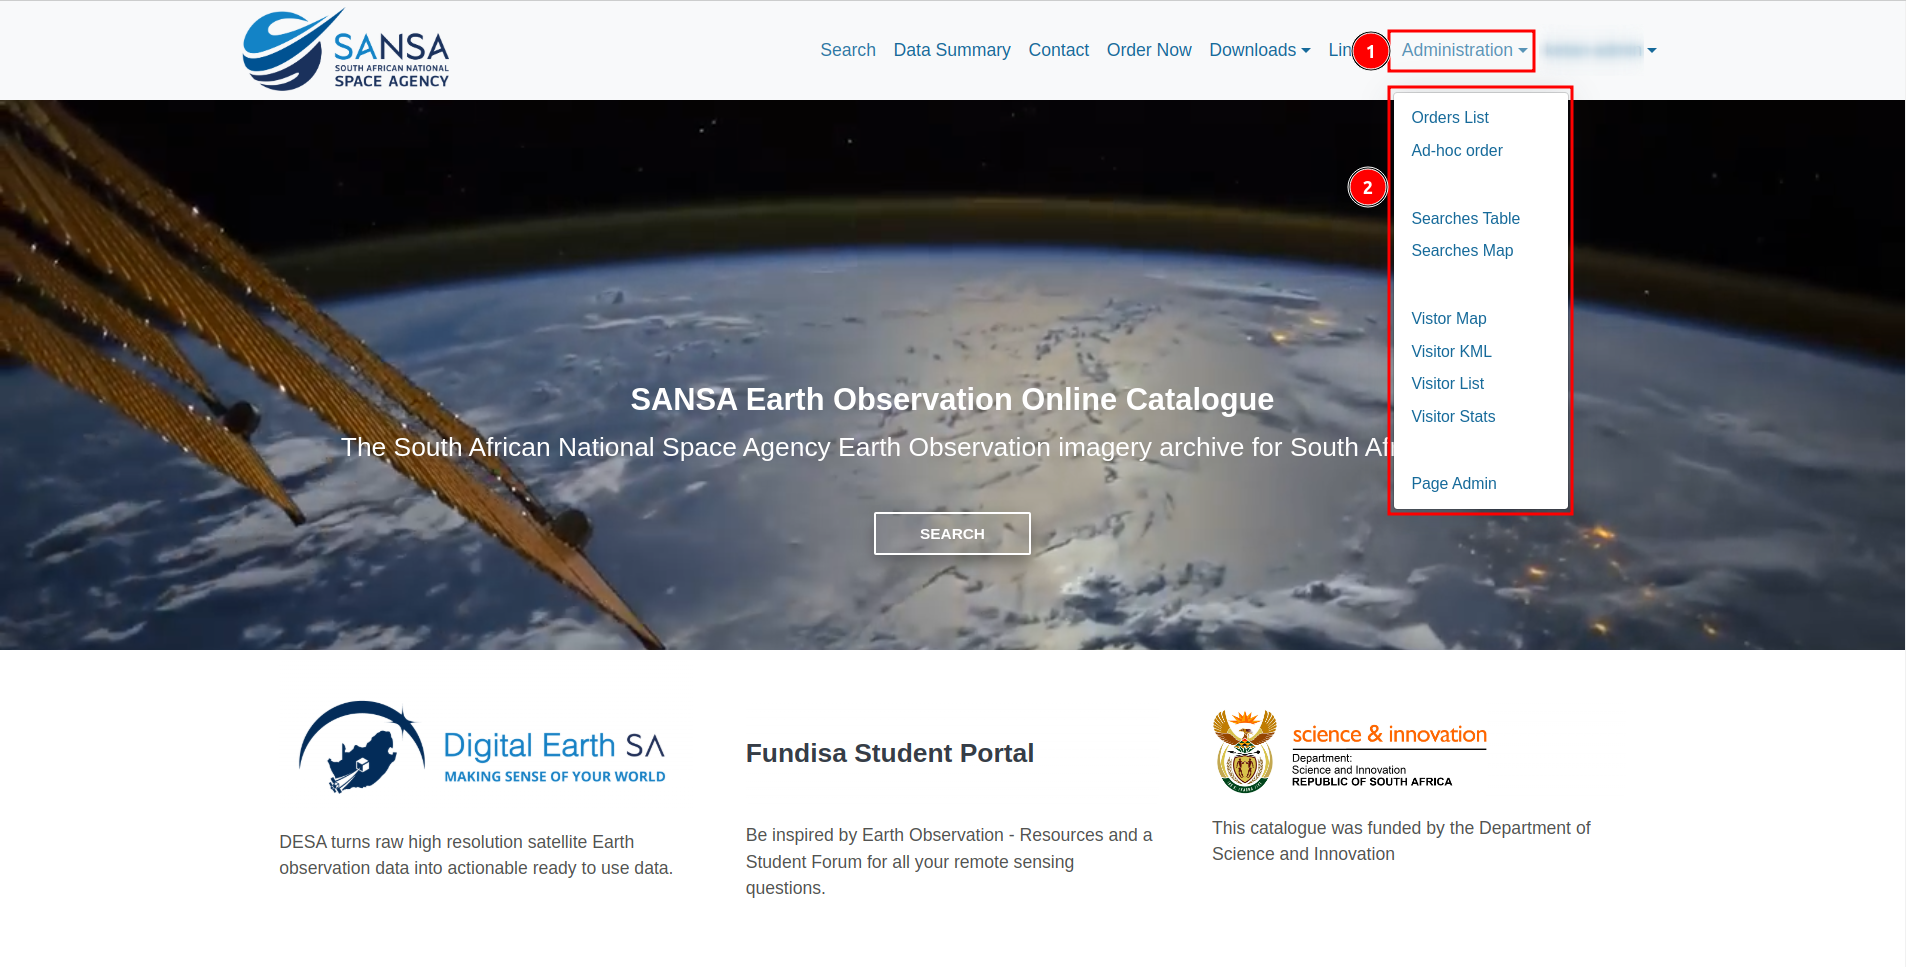 SANSA
SOUTH AFRICAN NATIONAL
SPACE AGENCY
Search Data Summary Contact Order Now Downloads Lin 1 Administration
Orders List
Ad-hoc order
2
Searches Table
Searches Map
Vistor Map
Visitor KML
Visitor List
Visitor Stats
Page Admin
SANSA Earth Observation Online Catalogue
The South African National Space Agency Earth Observation imagery archive for South Afr
SEARCH
Digital Earth SA
MAKING SENSE OF YOUR WORLD
DESA turns raw high resolution satellite Earth
observation data into actionable ready to use data.
Fundisa Student Portal
Be inspired by Earth Observation - Resources and a
Student Forum for all your remote sensing
questions.
science & innovation
Department:
Science and Innovation
REPUBLIC OF SOUTH AFRICA
This catalogue was funded by the Department of
Science and Innovation